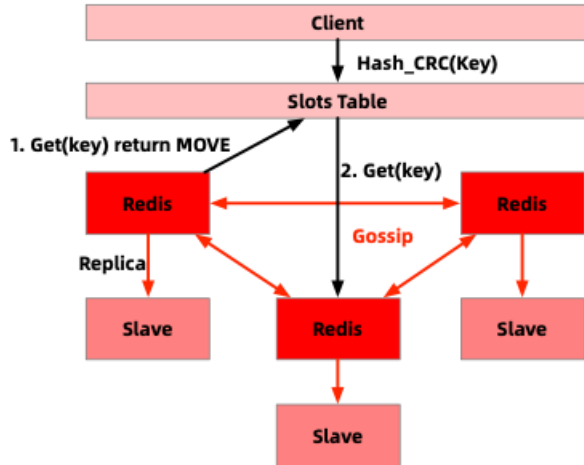 Client
Hash_CRC(Key)
Slots Table
1. Get(key) return MOVE
2. Get(key)
Redis
Redis
Gossip
Replica
Slave
Redis
Slave
Slave